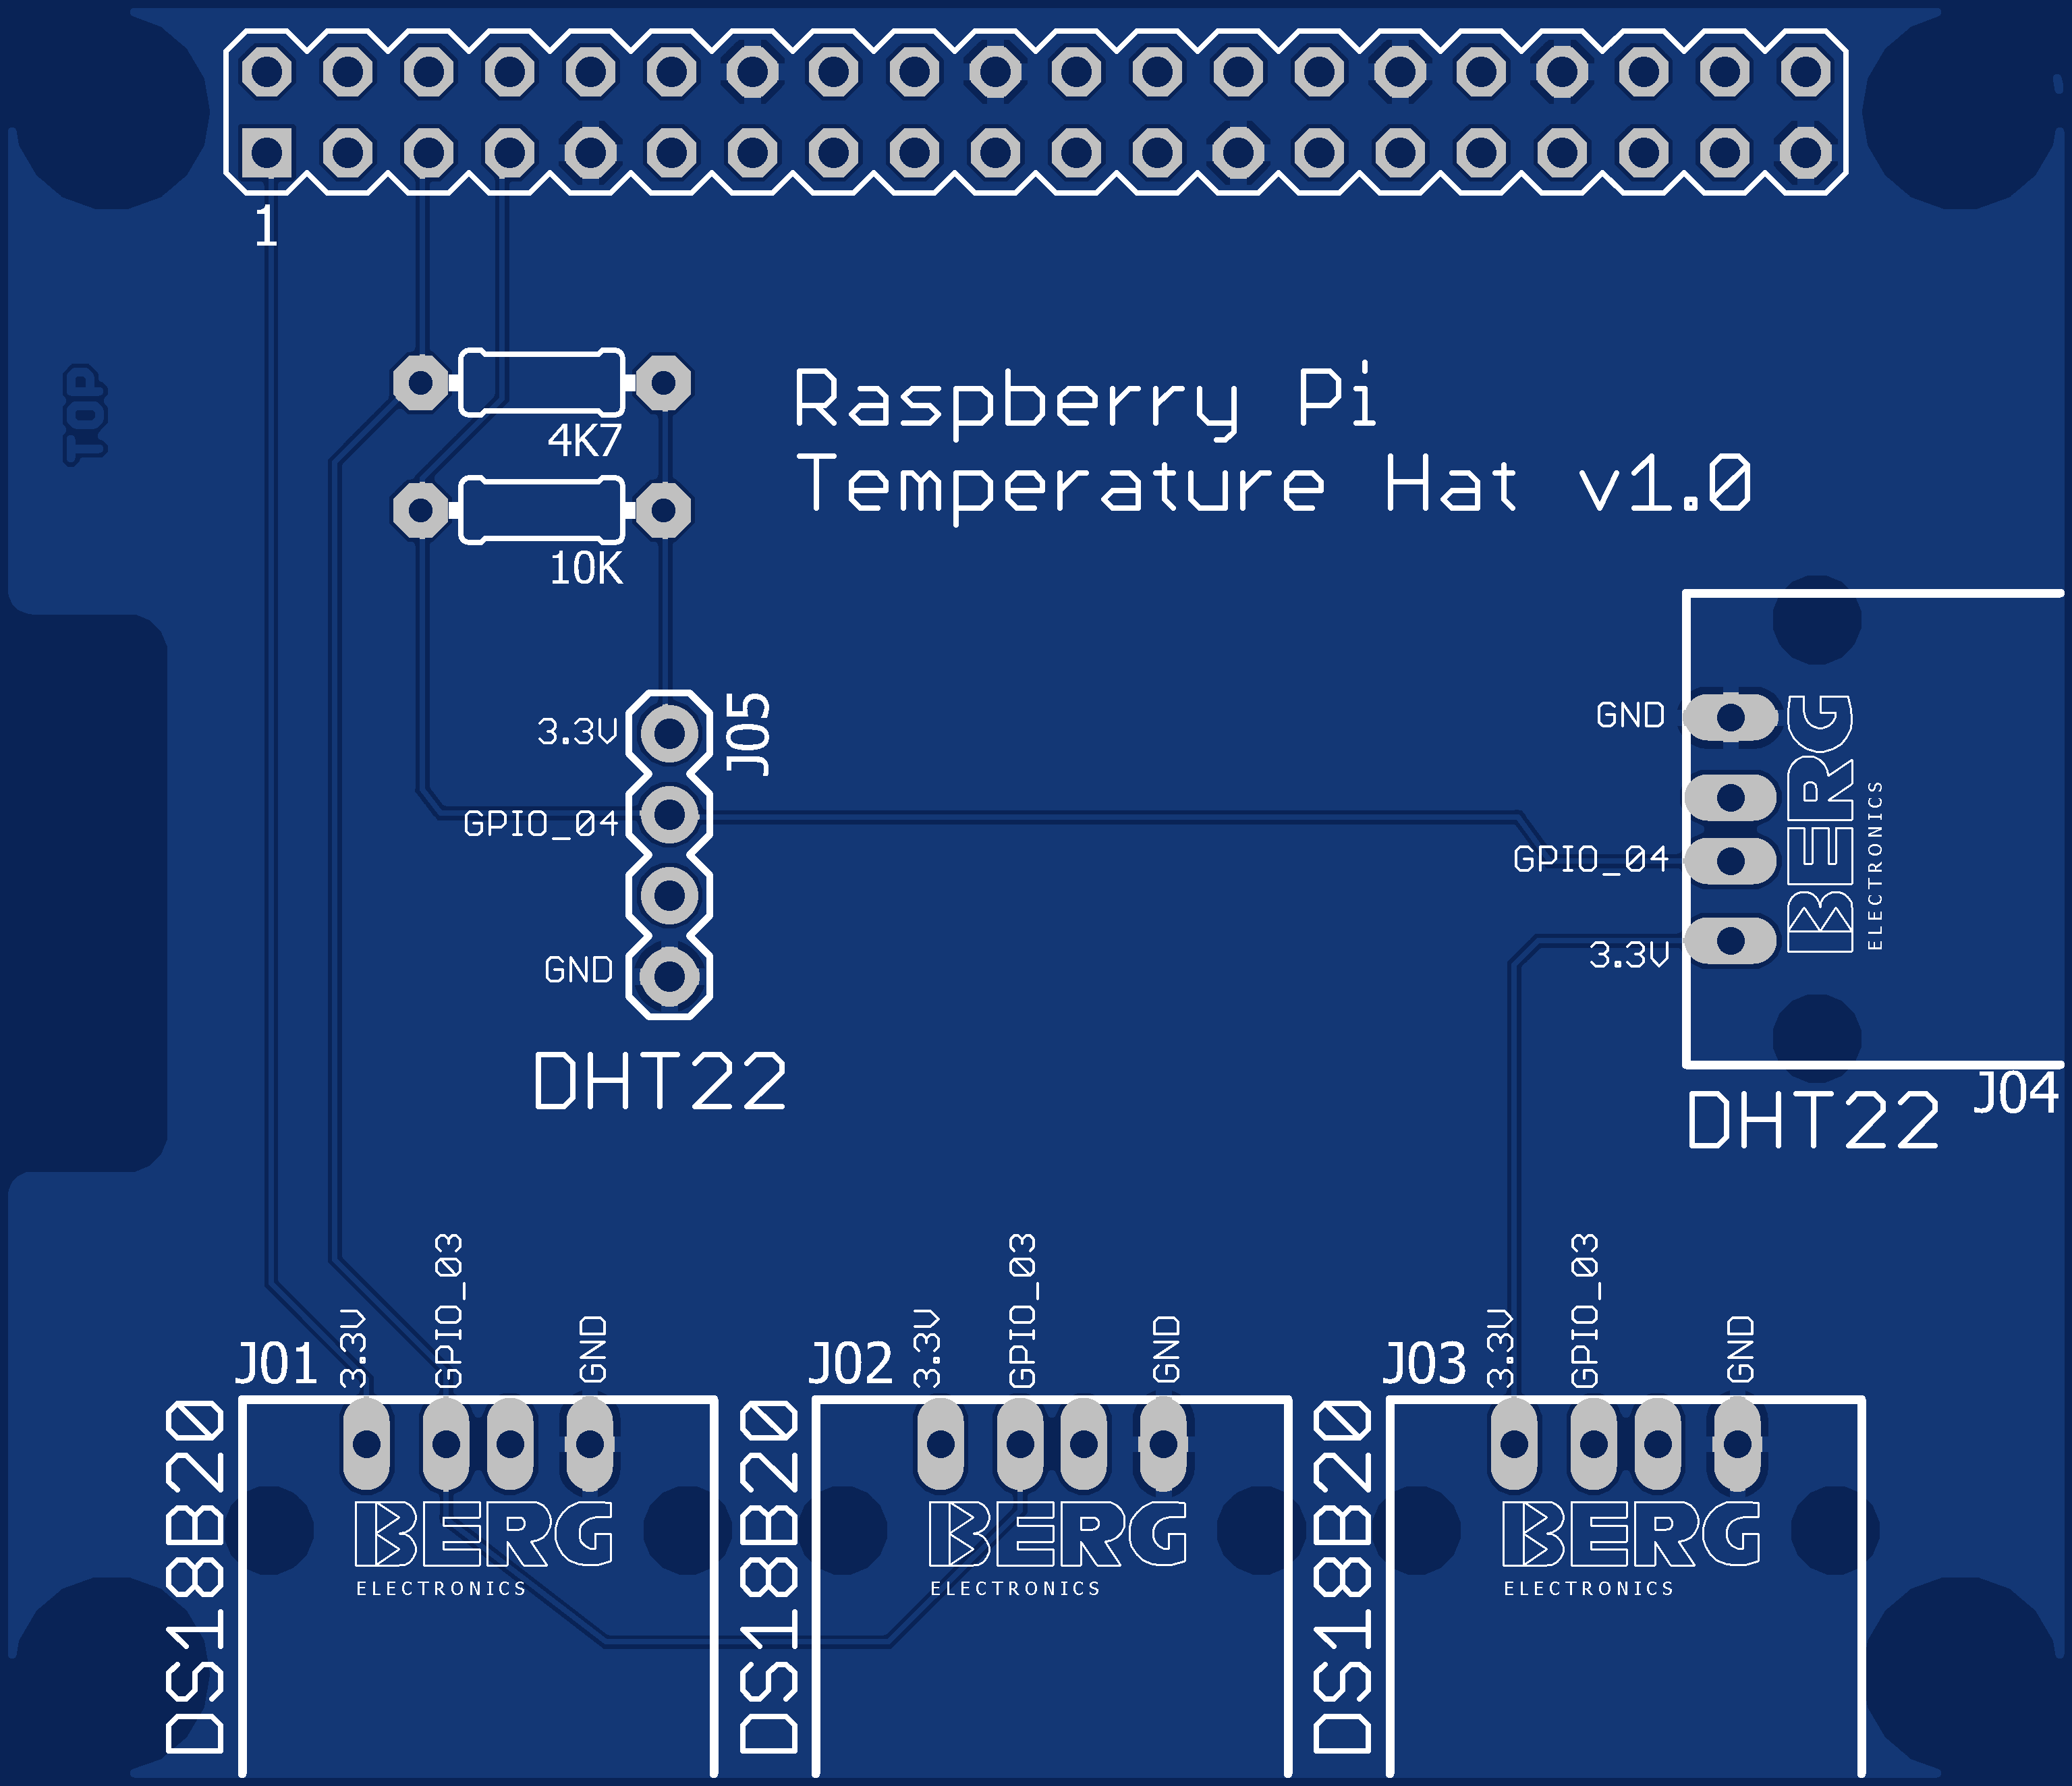 1
TOP
Raspberry Pi
4K7
Temperature Hat v1.0
10K
J05
3.3V
GPIO_04
GND
DHT22
GND
GPIO_04
3.3V
BERG
ELECTRONICS
J04
DHT22
J01
3.3V
GPIO_03
GND
DS18B20
BERG
ELECTRONICS
J02
3.3V
GPIO_03
GND
DS18B20
BERG
ELECTRONICS
J03
3.3V
GPIO_03
GND
DS18B20
BERG
ELECTRONICS